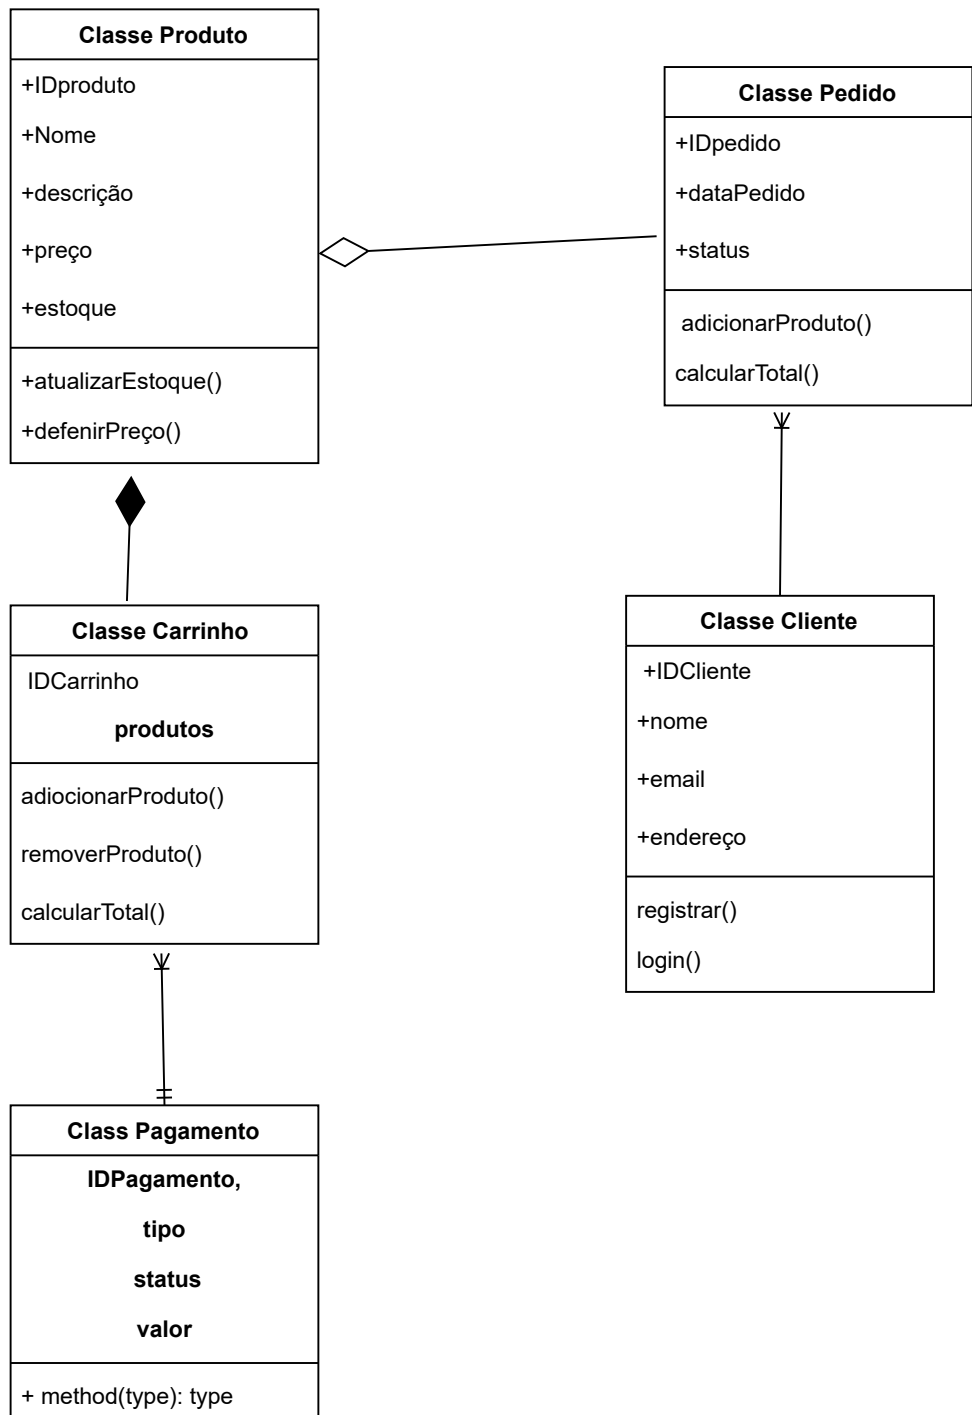 Classe Produto
+IDproduto
+Nome
+descrição
+preço
+estoque
+atualizarEstoque()
+defenirPreço()
Classe Pedido
+IDpedido
+dataPedido
+status
adicionarProduto()
calcularTotal()
Classe Carrinho
IDCarrinho
produtos
adiocionarProduto()
removerProduto()
calcularTotal()
Classe Cliente
+IDCliente
+nome
+email
+endereço
registrar()
login()
Class Pagamento
IDPagamento,
tipo
status
valor
+ method(type): type